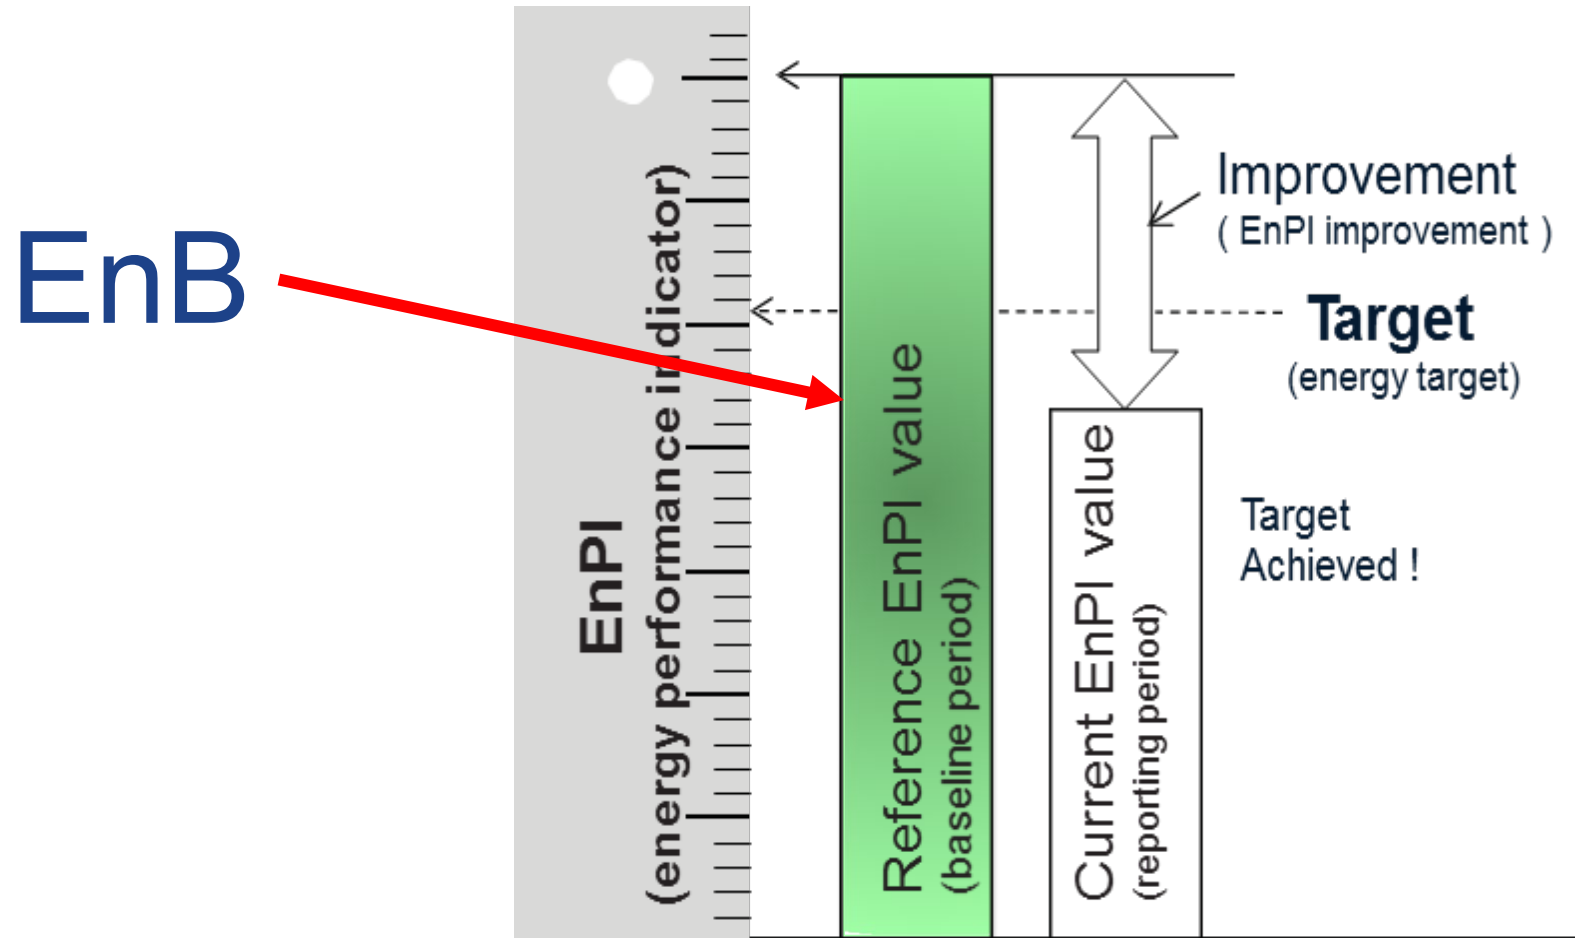 EnB
EnPI
(energy performance indicator)
Reference EnPI value
(baseline period)
Current EnPI value
(reporting period)
Improvement
( EnPI improvement )
Target
(energy target)
Target
Achieved !